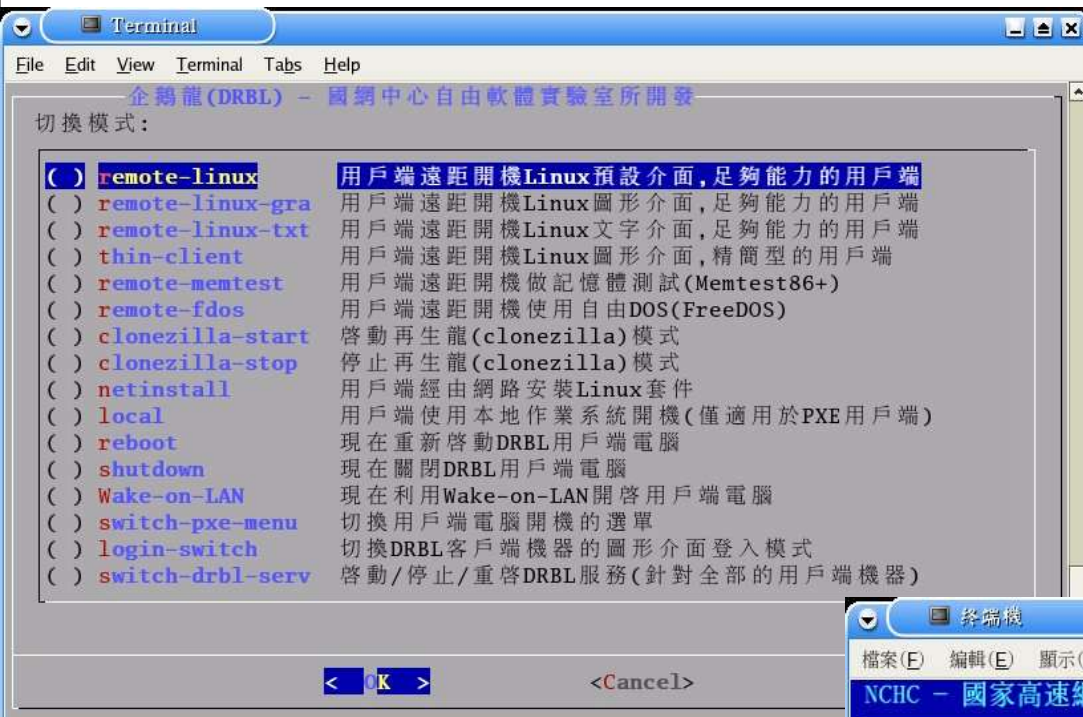 Terminal
File Edit View Terminal Tabs Help
企鵝龍(DRBL) - 國網中心自由軟體實驗室所開發
切換模式:
( ) remote-linux 用戶端遠距開機Linux預設介面,足夠能力的用戶端
( ) remote-linux-gra 用戶端遠距開機Linux圖形介面,足夠能力的用戶端
( ) remote-linux-txt 用戶端遠距開機Linux文字介面,足夠能力的用戶端
( ) thin-client 用戶端遠距開機Linux圖形介面,精簡型的用戶端
( ) remote-memtest 用戶端遠距開機做記憶體測試(Memtest86+)
( ) remote-fdos 用戶端遠距開機使用自由DOS(FreeDOS)
( ) clonezilla-start 啓動再生龍(clonezilla)模式
( ) clonezilla-stop 停止再生龍(clonezilla)模式
( ) netinstall 用戶端經由網路安裝Linux套件
( ) local 用戶端使用本地作業系統開機(僅適用於PXE用戶端)
( ) reboot 現在重新啓動DRBL用戶端電腦
( ) shutdown 現在關閉DRBL用戶端電腦
( ) Wake-on-LAN 現在利用Wake-on-LAN開啓用戶端電腦
( ) switch-pxe-menu 切換用戶端電腦開機的選單
( ) login-switch 切換DRBL客戶端機器的圖形介面登入模式
( ) switch-drbl-serv 啓動/停止/重啓DRBL服務(針對全部的用戶端機器)
< OK > <Cancel>
終端機
檔案(F) 編輯(E) 顯示(
NCHC - 國家高速